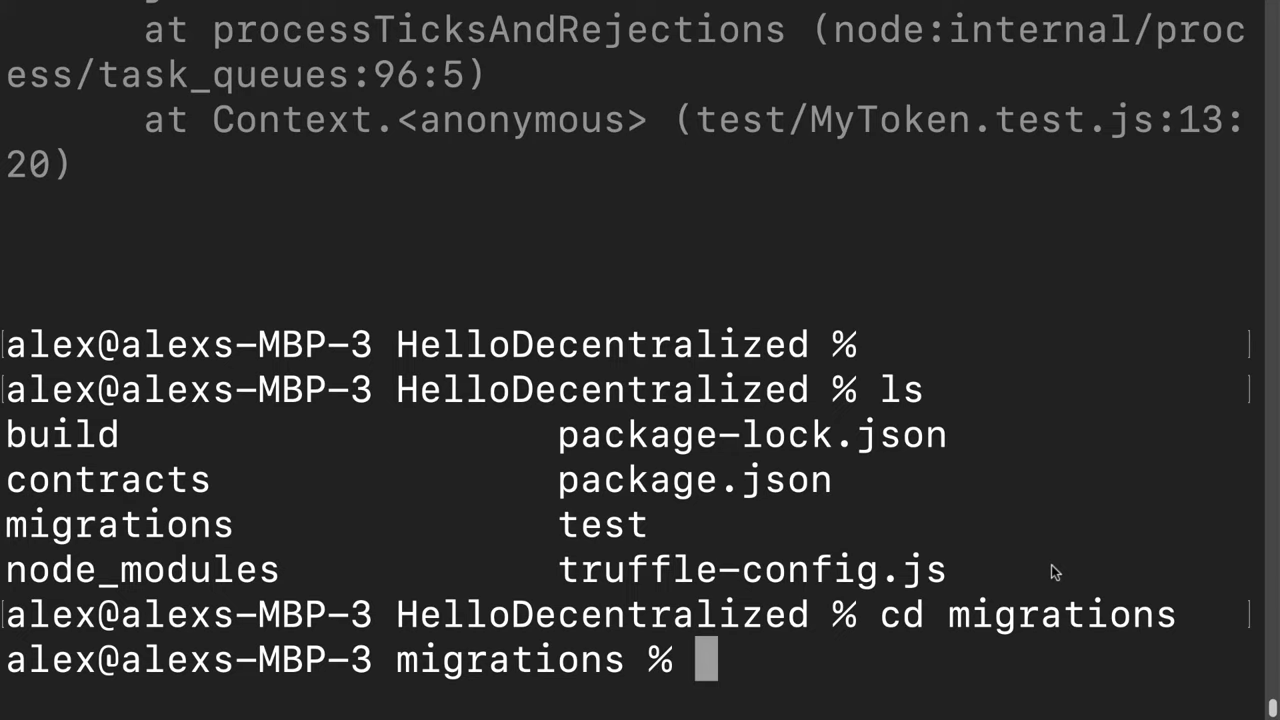 at processTicksAndRejections (node:internal/proc
ess/task_queues:96:5)
at Context.<anonymous> (test/MyToken.test.js:13:
20)
alex@alexs-MBP-3 HelloDecentralized %
alex@alexs-MBP-3 HelloDecentralized % ls
build package-lock.json
contracts package.json
migrations test
node_modules truffle-config.js
alex@alexs-MBP-3 HelloDecentralized % cd migrations
alex@alexs-MBP-3 migrations %